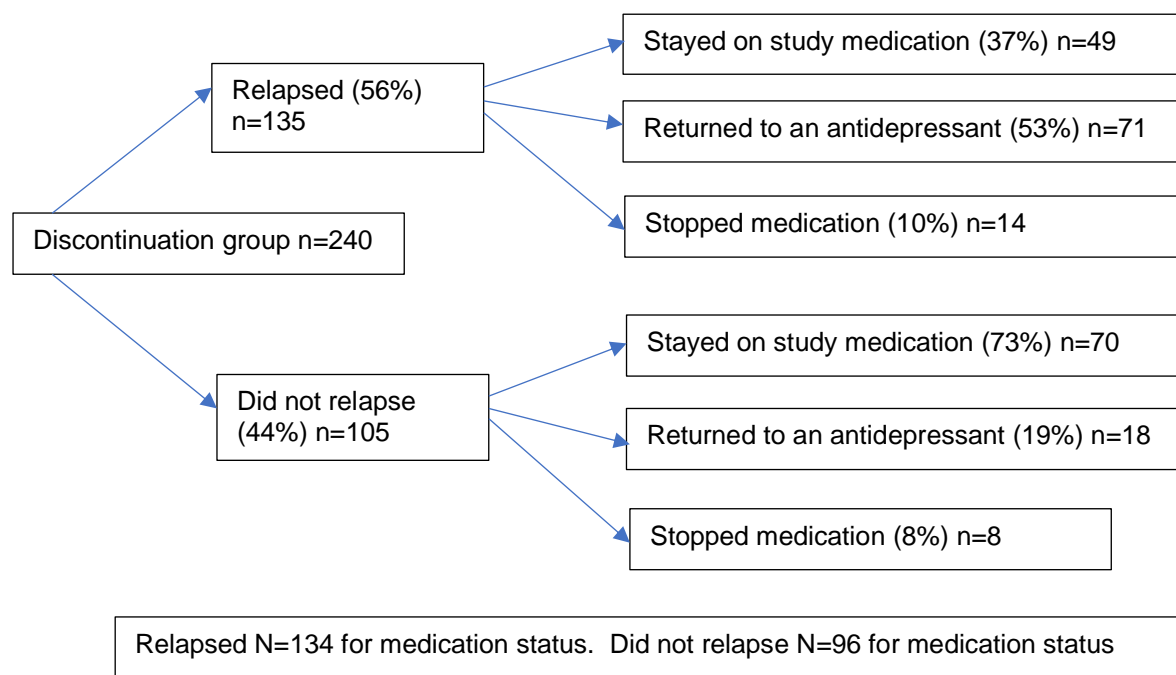 Stayed on study medication (37%) n=49
Relapsed (56%)
n=135
Returned to an antidepressant (53%) n=71
Stopped medication (10%) n=14
Discontinuation group n=240
Stayed on study medication (73%) n=70
Did not relapse
(44%) n=105
Returned to an antidepressant (19%) n=18
Stopped medication (8%) n=8
Relapsed N=134 for medication status.  Did not relapse N=96 for medication status